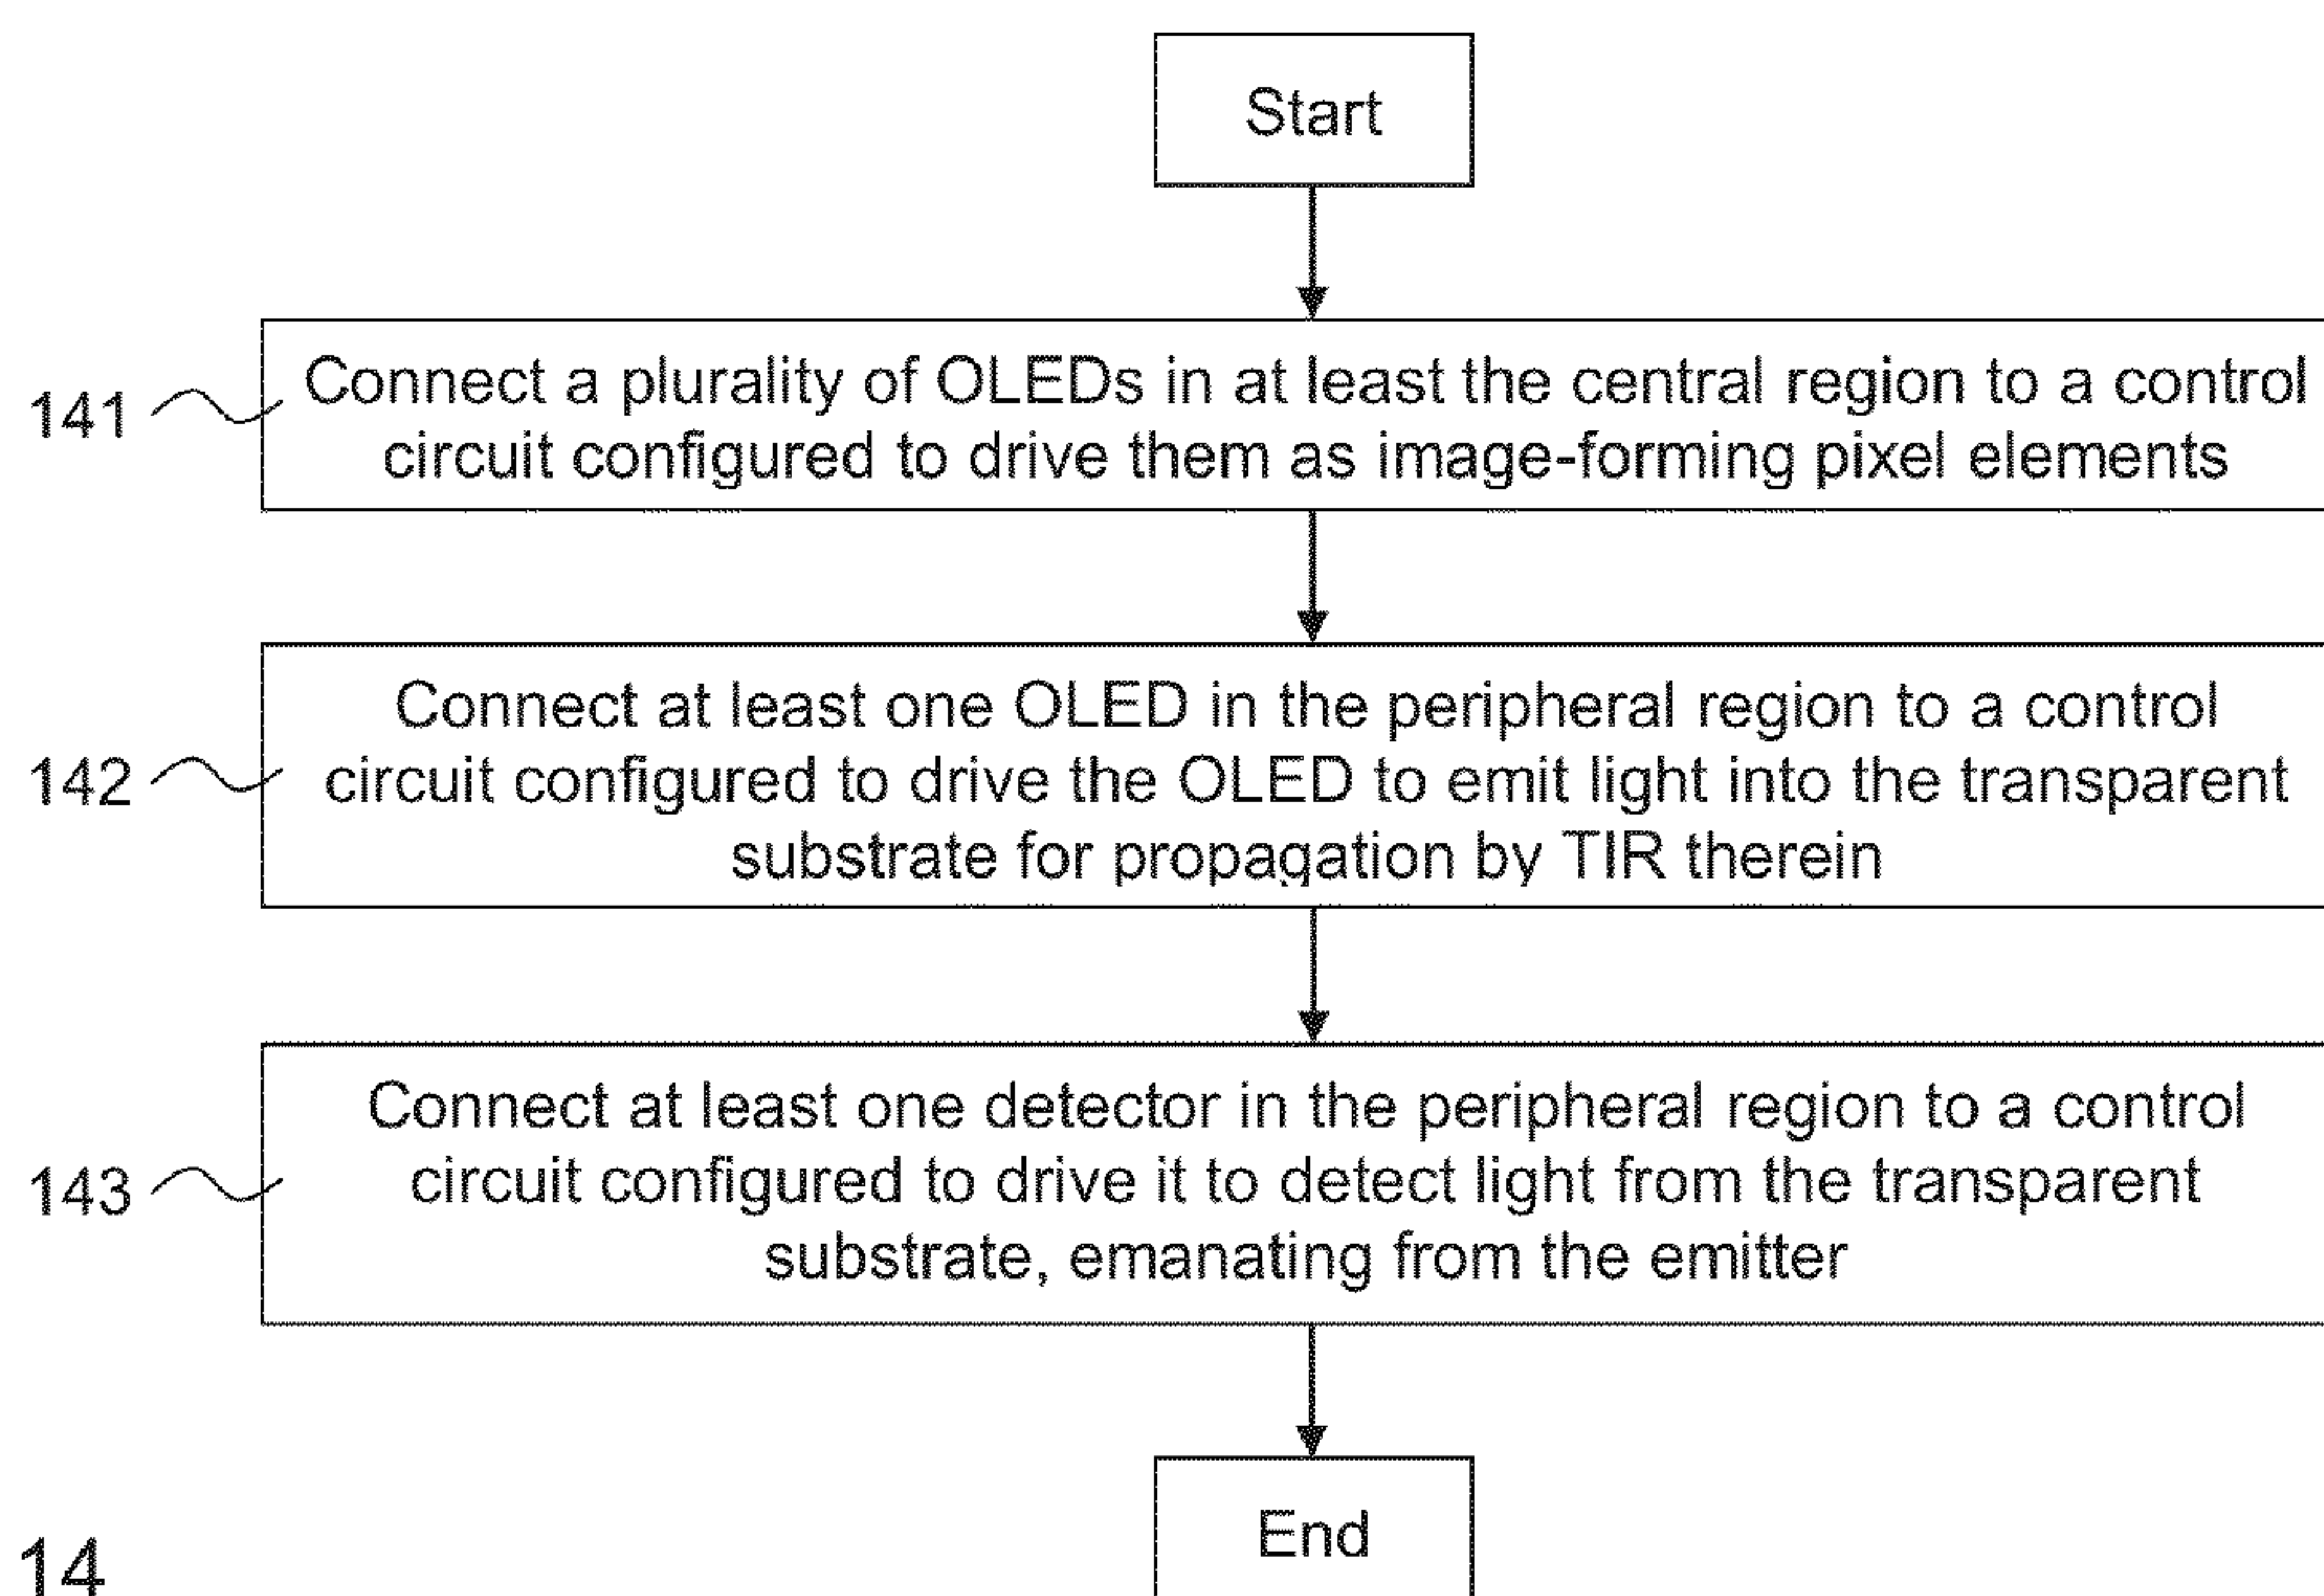 Start
Connect a plurality of OLEDs in at least the central region to a control
141
circuit configured to drive them as image-forming pixel elements
Connect at least one OLED in the peripheral region to a control
142
circuit configured to drive the OLED to emit light into the transparent
substrate for propagation by TIR therein
Connect at least one detector in the peripheral region to a control
143
circuit configured to drive it to detect light from the transparent
substrate, emanating from the emitter
End
14